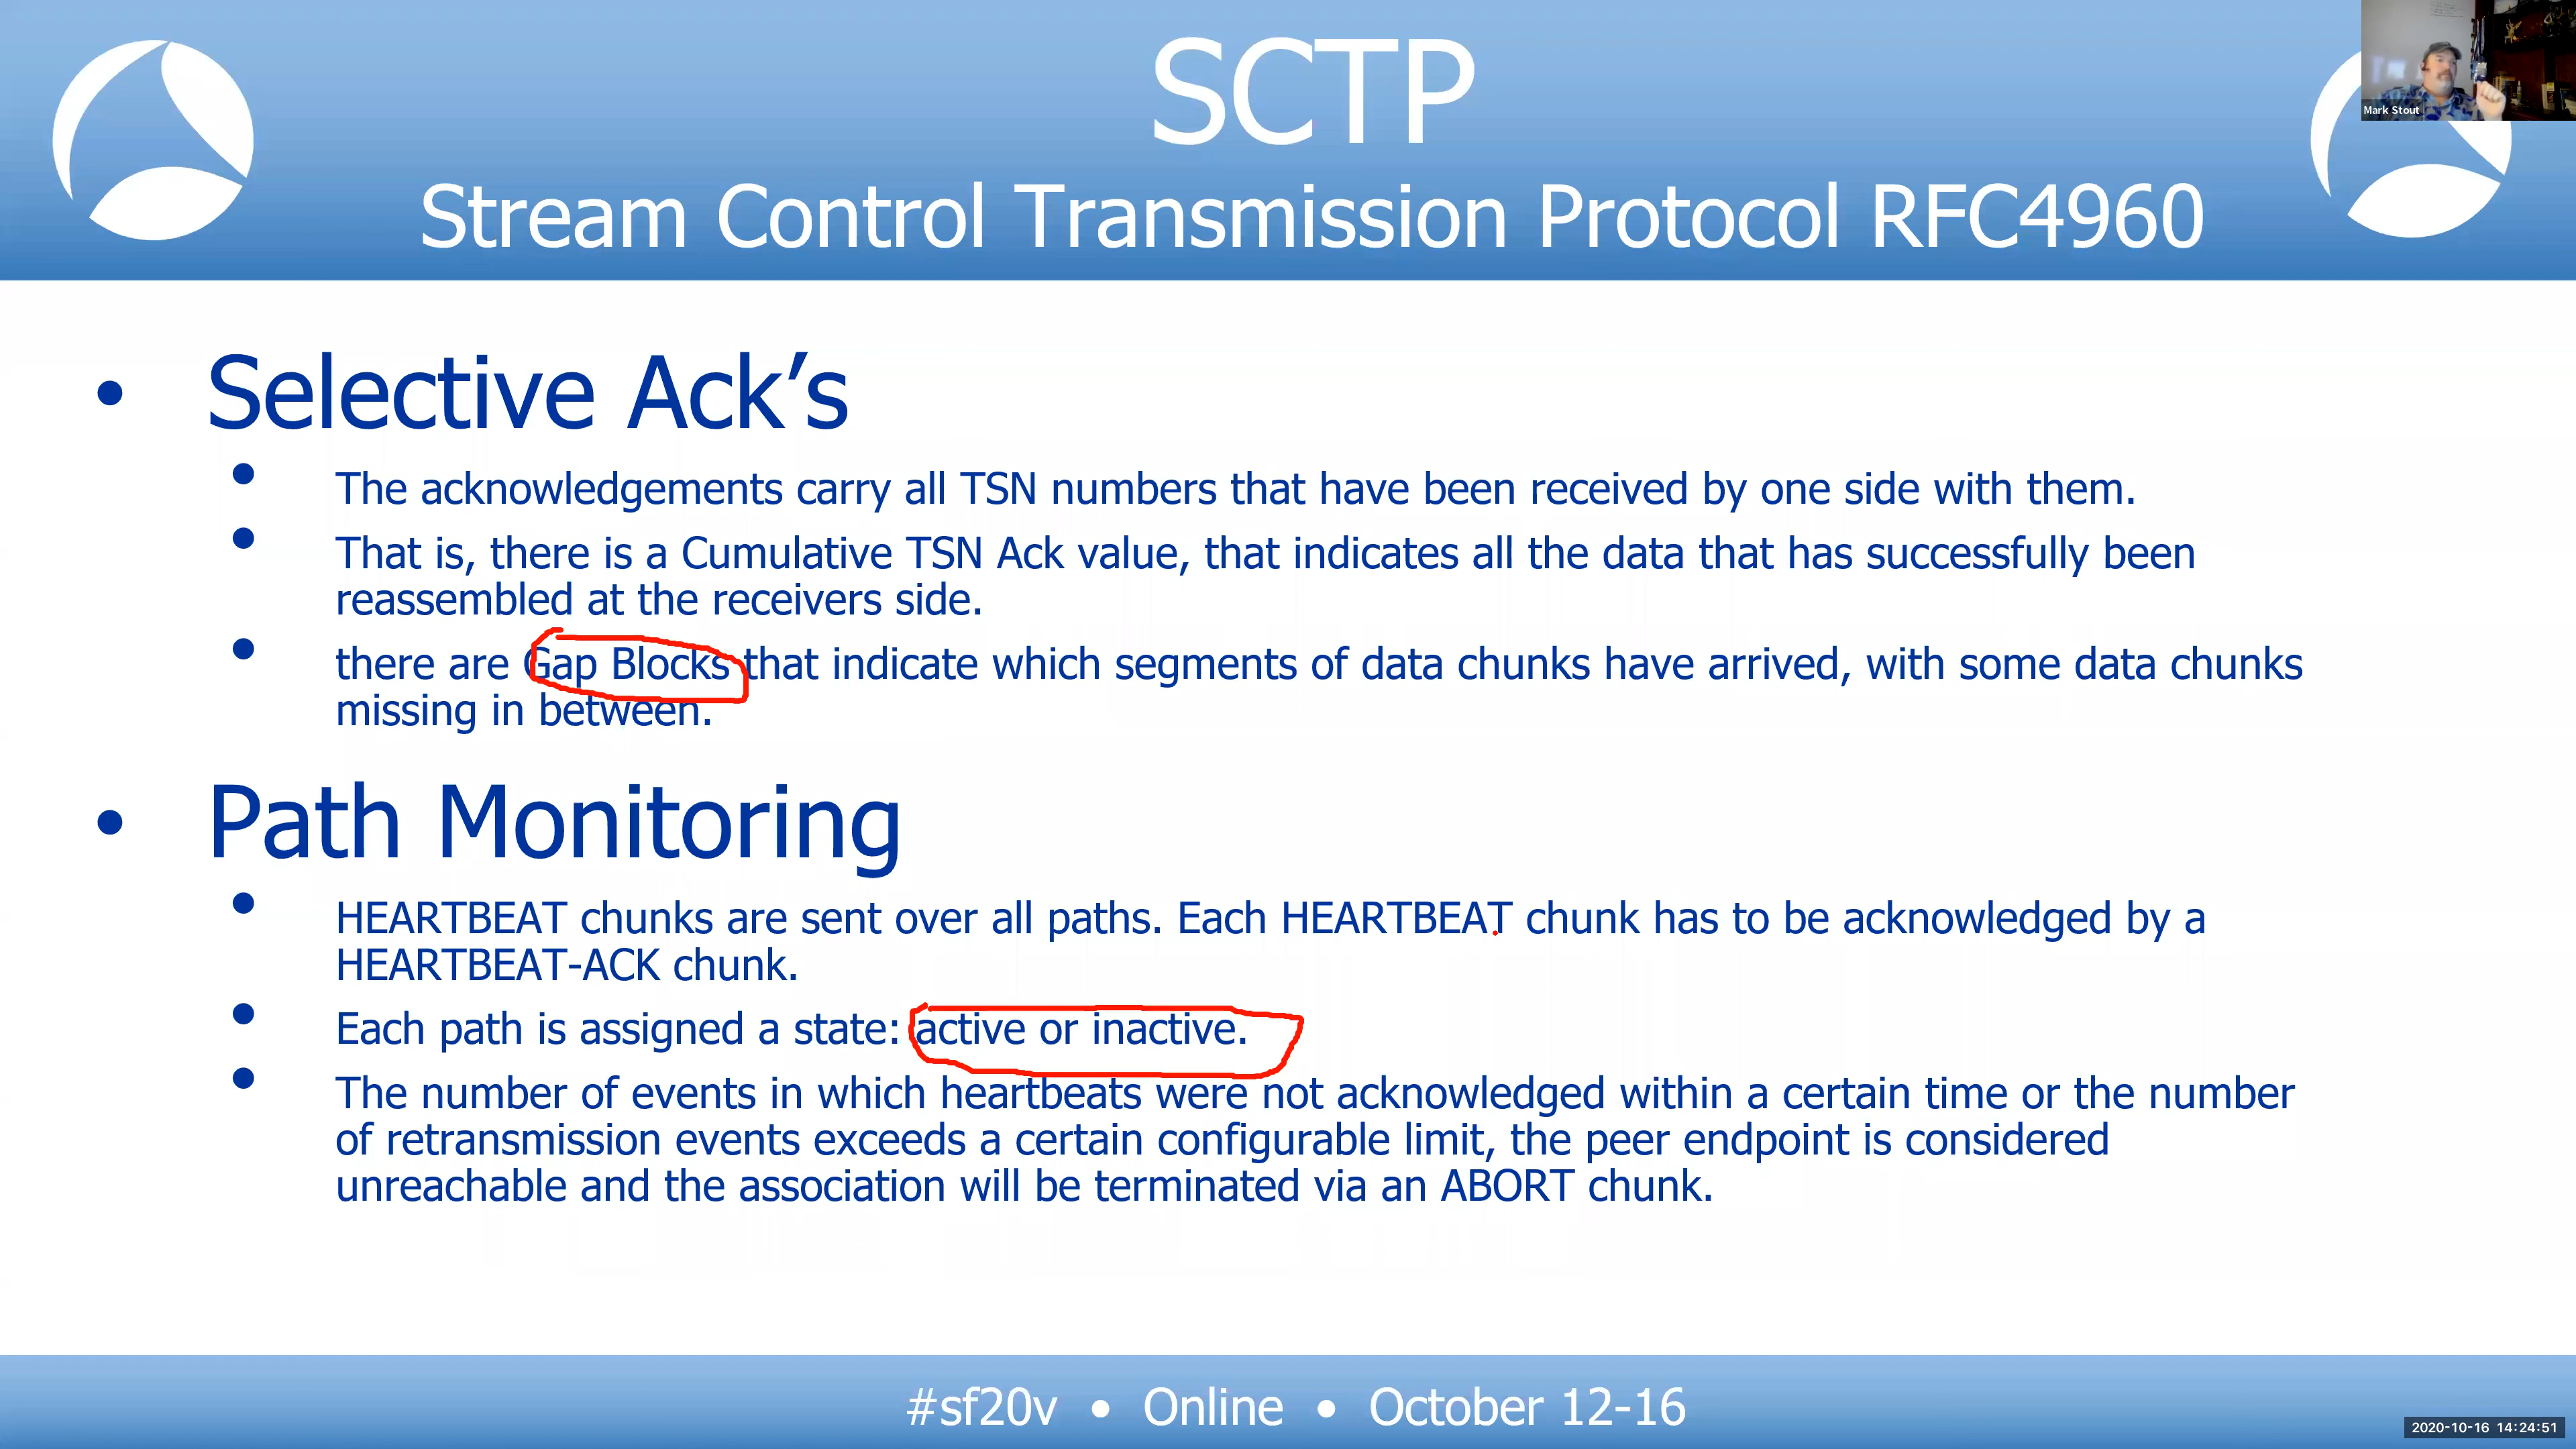 SCTP
Mark Stout
Stream Control Transmission Protocol RFC4960
• Selective Ack’s
• The acknowledgements carry all TSN numbers that have been received by one side with them.
• That is, there is a Cumulative TSN Ack value, that indicates all the data that has successfully been
reassembled at the receivers side.
• there are Gap Blocks that indicate which segments of data chunks have arrived, with some data chunks
missing in between.
• Path Monitoring
• HEARTBEAT chunks are sent over all paths. Each HEARTBEAT chunk has to be acknowledged by a
HEARTBEAT-ACK chunk.
• Each path is assigned a state: active or inactive.
• The number of events in which heartbeats were not acknowledged within a certain time or the number
of retransmission events exceeds a certain configurable limit, the peer endpoint is considered
unreachable and the association will be terminated via an ABORT chunk.
#sf20v • Online • October 12-16
2020-10-16 14:24:51